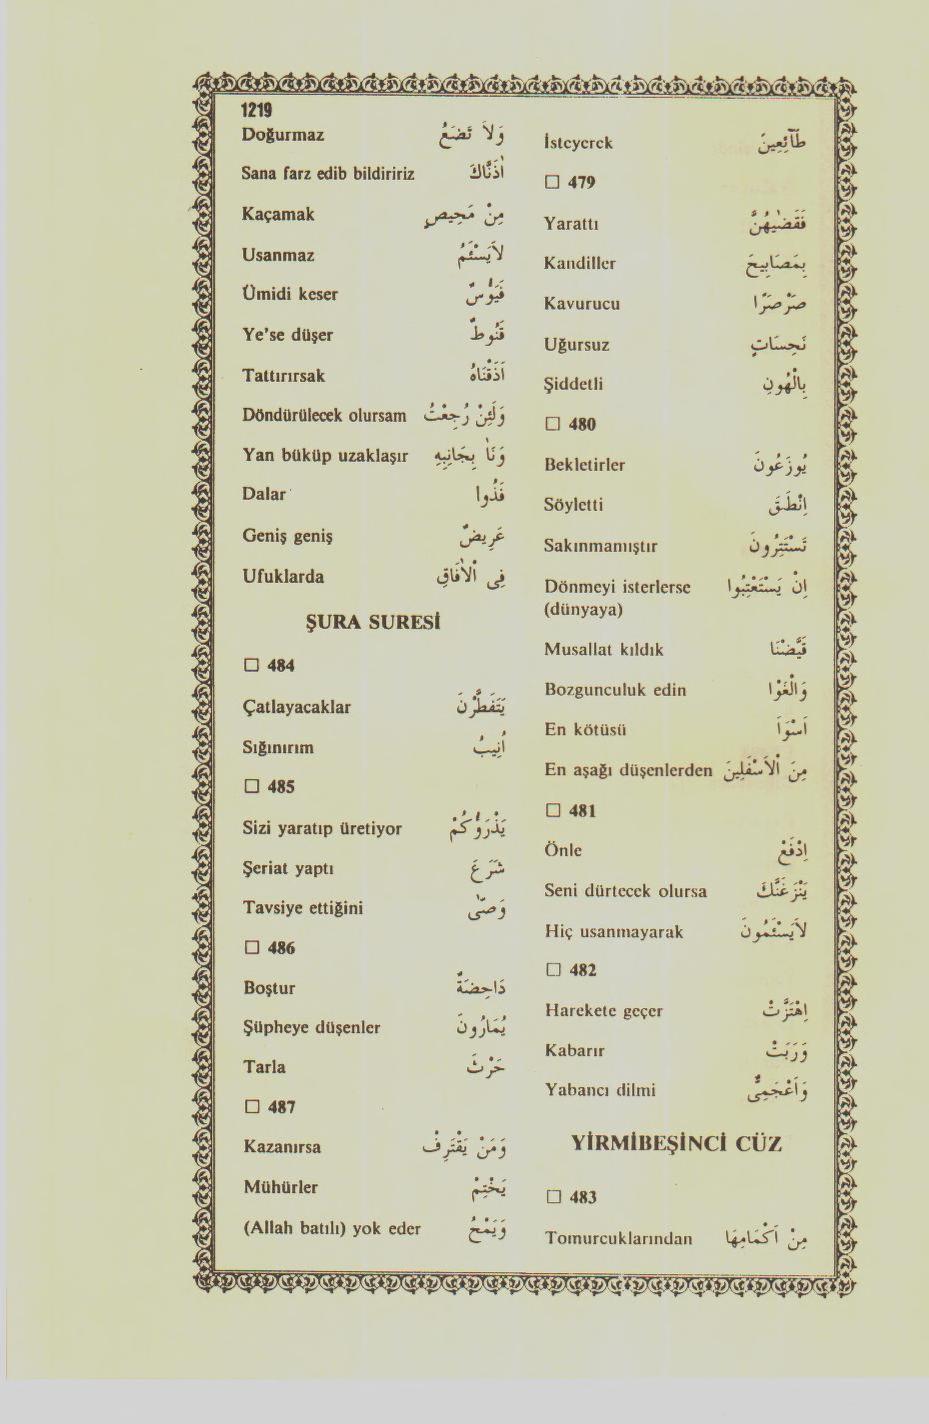 1219
İsteyerek طَٓائِعٖينَ
□ 479
Yarattı فَقَضٰيهُنَّ
Kandiller بِمَصَابٖيحَ
Kavurucu صَرْصَرًا
Uğursuz نَحِسَاتٍ
Şiddetli بِالْهُونِ
□ 480
Bekletirler يُوزَعُونَ
Söyletti اِنْطَقَ
Sakınmamıştır تَسْتَتِرُونَ
Dönmeyi isterlerse اِنْ يَسْتَعْتِبُوا
(dünyaya)
Musallat kıldık قَيَّضْنَا
Bozgunculuk edin وَالْغَوْا
En kötüsü اَسْوَاَ
En aşağı düşenlerden مِنَ الْاَسْفَلٖينَ
□ 481
Önle اِدْفَعْ
Seni dürtecek olursa يَنْزَغَنَّكَ
Hiç usanmayarak لَايَسْئَمُونَ
□ 482
Harekete geçer اِهْتَزَّتْ
Kabarır وَرَبَتْ
Yabancı dilmi وَاَعْجَمِىٌّ
YİRMİBEŞİNCİ CÜZ
□ 483
Tomurcuklarından مِنْ اَكْمَامِهَا
Doğurmaz وَلَا تَضَعُ
Sana farz edib bildiririz اٰذَنَّاكَ
Kaçamak مِنْ مَحٖيصٍ
Usanmaz لَايَسْئَمُ
Ümidi keser فَيَؤُسٌ
Ye'se düşer قَنُوطٌ
Tattırırsak اَذَقْنَاهُ
Döndürülecek olursam وَلَئِنْ رُجِعْتُ
Yan büküp uzaklaşır وَنَاٰ بِجَانِبِهٖ
Dalar فَذُوا
Geniş geniş عَرٖيضٌ
Ufuklarda فِى الْاٰفَاقِ
ŞURA SURESİ
□ 484
Çatlayacaklar يَتَفَطَّرْنَ
Sığınırım اُنٖيبُ
□ 485
Sizi yaratıp üretiyor يَذْرَؤُكُمْ
Şeriat yaptı شَرَعَ
Tavsiye ettiğini وَصّٰى
□ 486
Boştur دَاحِضَةٌ
Şüpheye düşenler يُمَارُونَ
Tarla حَرْثَ
□ 487
Kazanırsa وَمَنْ يَقْتَرِفْ
Mühürler يَخْتِمْ
(Allah batılı) yok eder وَيَمْحُ